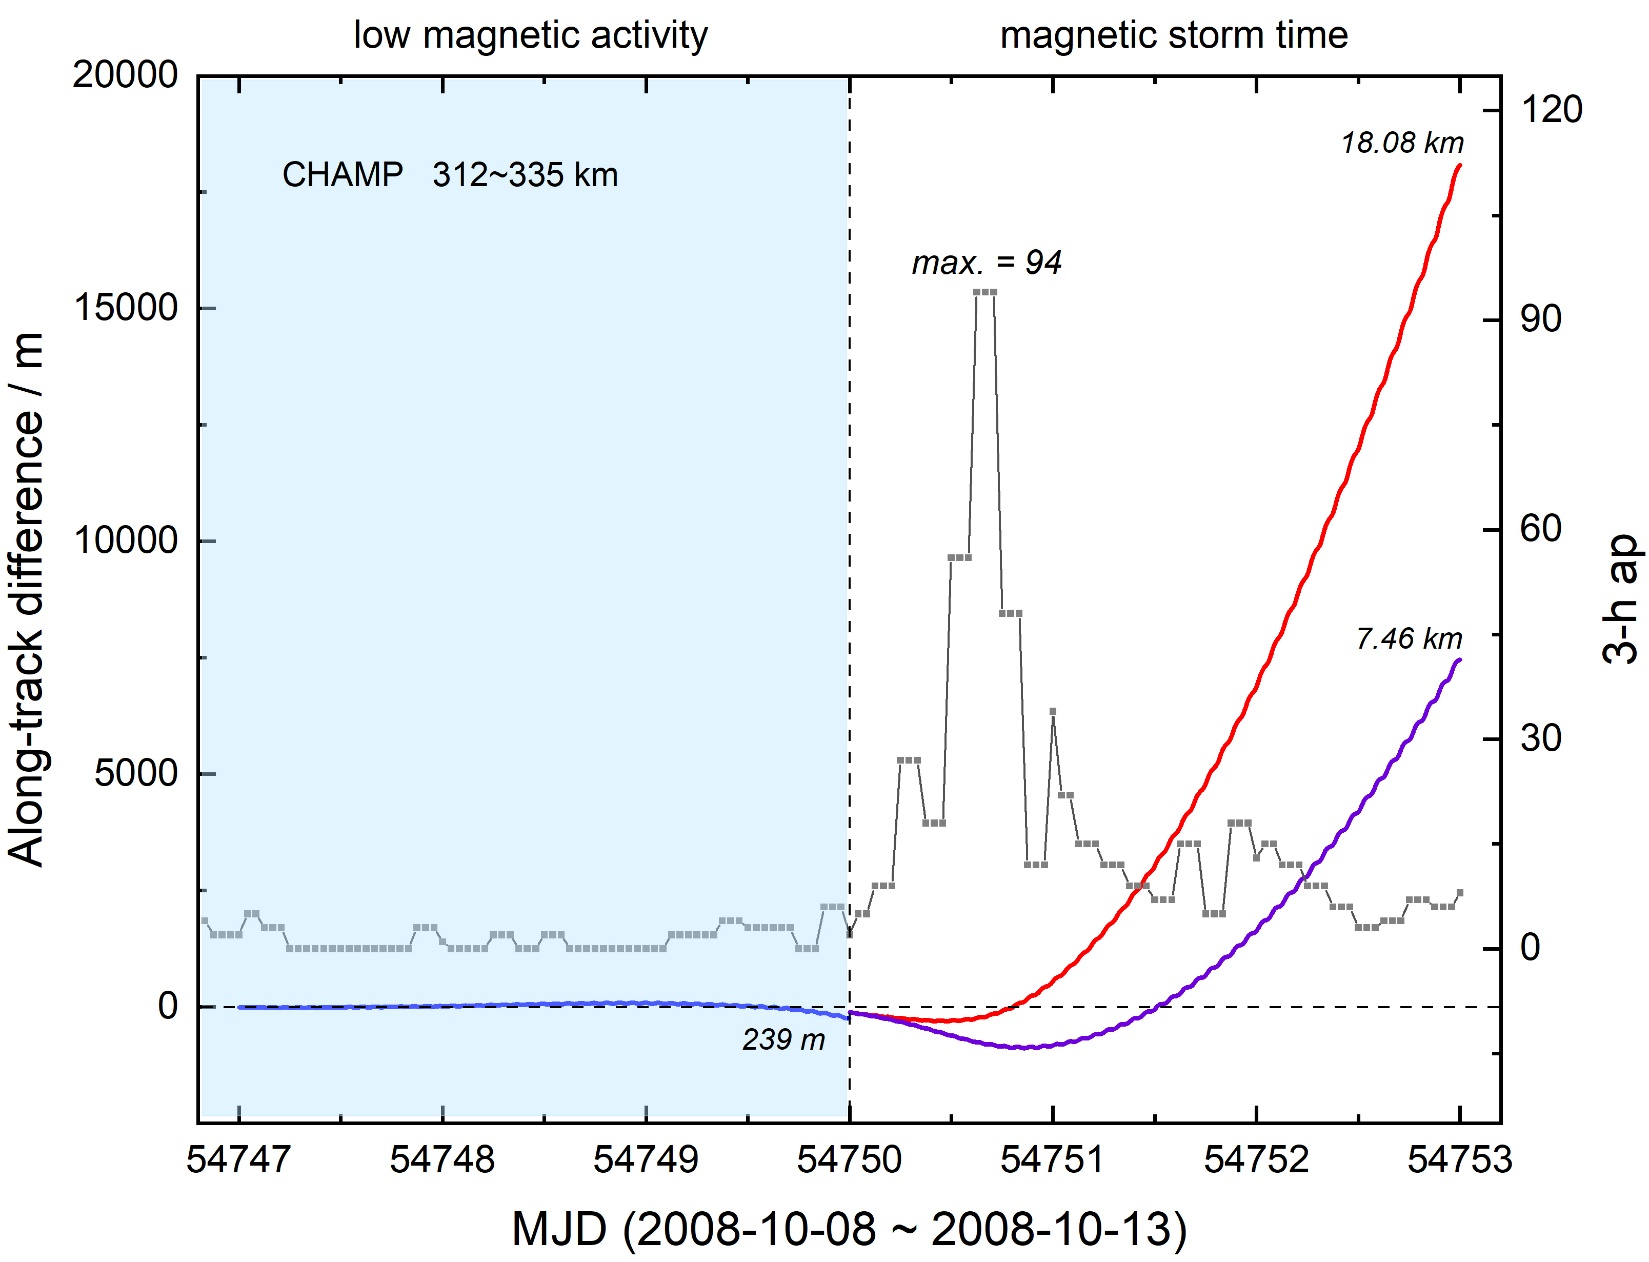 low magnetic activity
magnetic storm time
20000
15000
10000
5000
0
Along-track difference / m
CHAMP 312~335 km
max. = 94
18.08 km
7.46 km
239 m
120
90
60
30
0
3-h ap
54747
54748
54749
54750
54751
54752
54753
MJD (2008-10-08 ~ 2008-10-13)